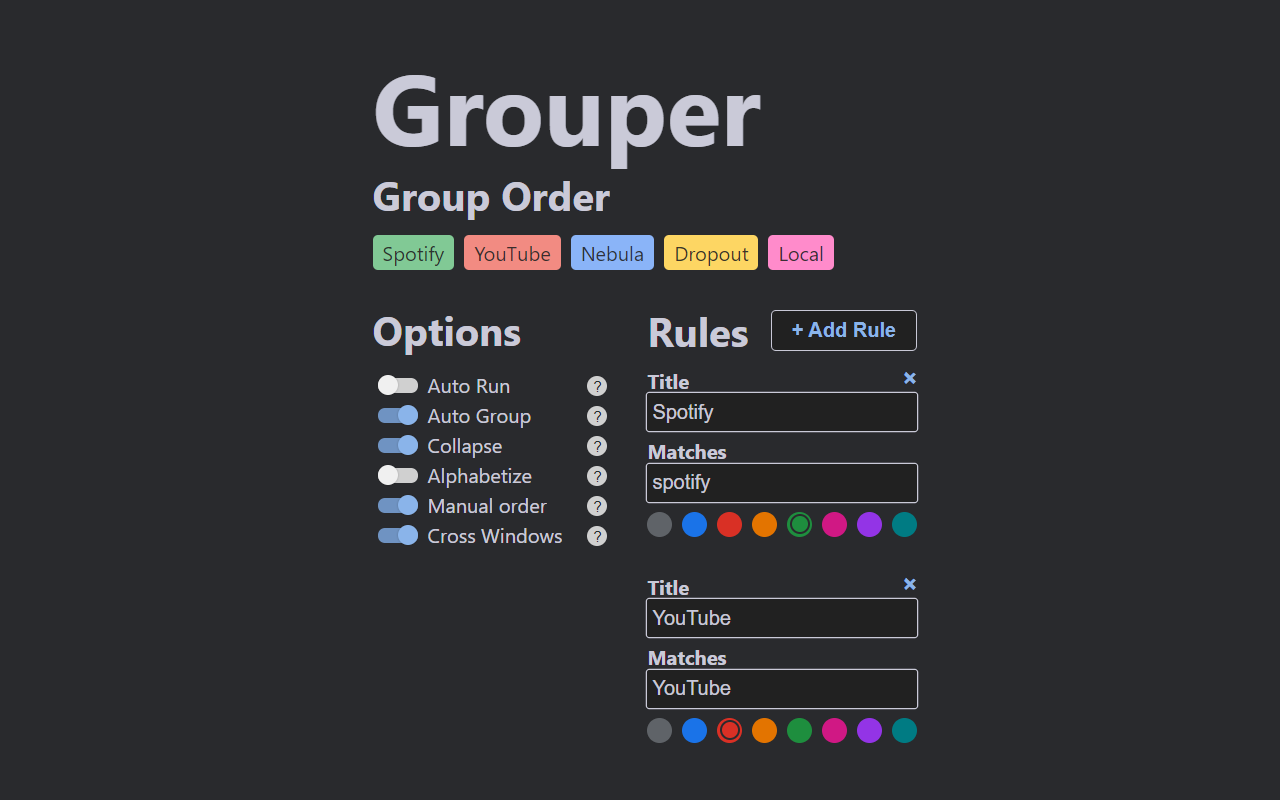 Grouper
Group Order
Spotify YouTube Nebula Dropout Local
Options
Auto Run ?
Auto Group ?
Collapse ?
Alphabetize ?
Manual order ?
Cross Windows ?
Rules + Add Rule
Title ×
Spotify
Matches
spotify
Title ×
YouTube
Matches
YouTube